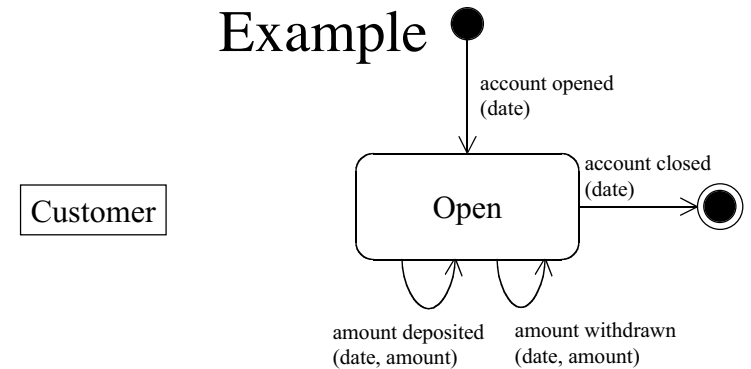 Example
account opened
(date)
account closed
(date)
Customer
Open
amount deposited
(date, amount)
amount withdrawn
(date, amount)